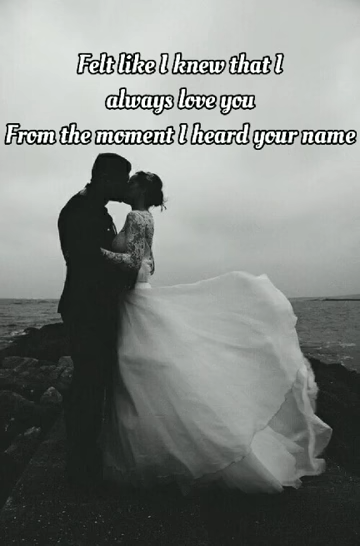 Felt like I knew that I
always love you
From the moment I heard your name